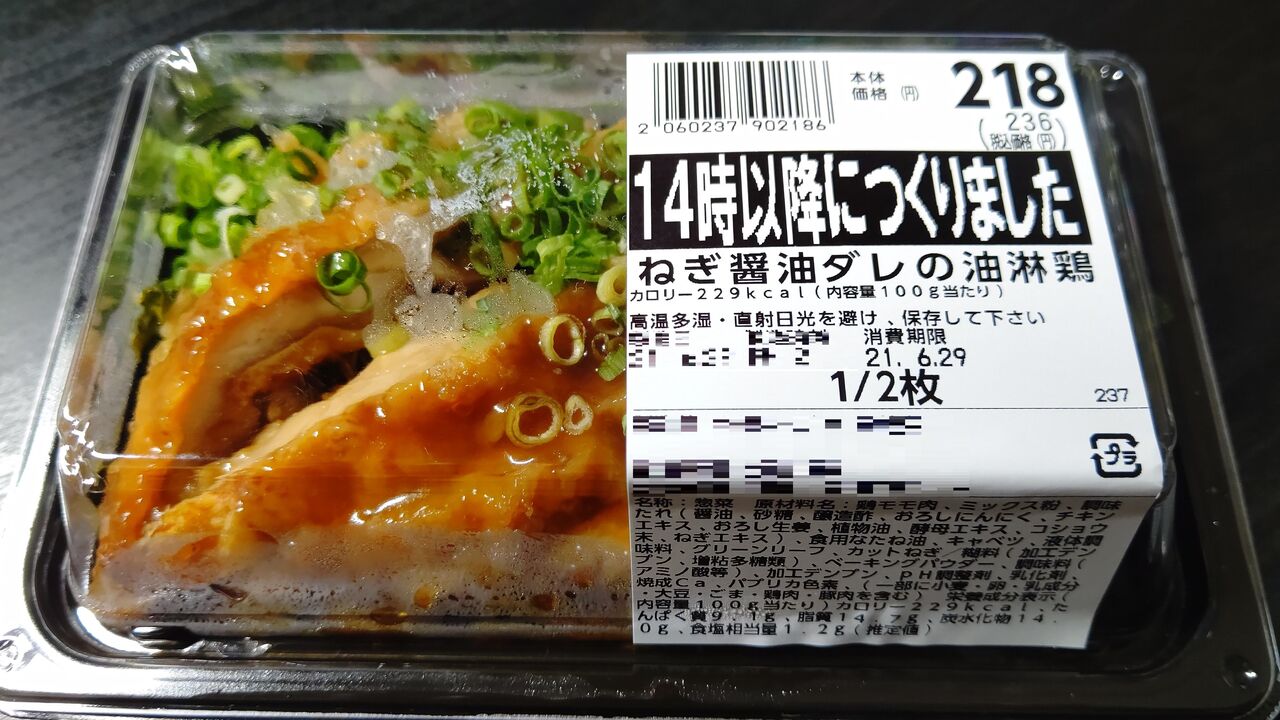 本体
価格 (円)
218
2 060237 902186
(236)
税込価格(円)
14時以降につくりました
ねぎ醤油ダレの油淋鶏
カロリー229kcal(内容量100g当たり)
高温多湿・直射日光を避け、保存して下さい
消費期限
21. 6.29
1/2枚
237
プラ
名称:惣菜 原材料名:鶏モモ肉、ミックス粉、調味
たれ(醤油、砂糖、醸造酢、おろしにんにく、チキン
エキス、おろし生姜、植物油、酵母エキス、コショウ
末、ねぎエキス)、食用なたね油、キャベツ、液体調
味料、グリーンリーフ、カットねぎ/糊料(加工デン
プン、増粘多糖類)、ベーキングパウダー、調味料(
アミノ酸等)、加工デンプン、pH調整剤、乳化剤、
焼成Ca、パプリカ色素、(一部に小麦・卵・乳成分
・大豆・ごま・鶏肉・豚肉を含む) 栄養成分表示(
内容量100g当たり)カロリー229kcal、た
んぱく質9.1g、脂質14.7g、炭水化物14.
0g、食塩相当量1.2g(推定値)